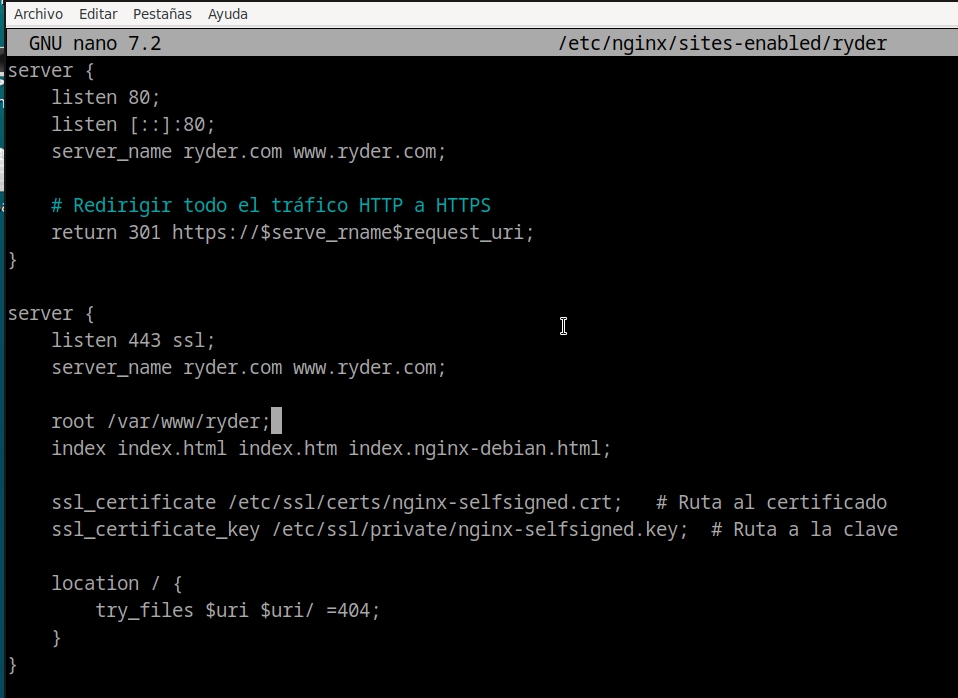 Archivo Editar Pestañas Ayuda
GNU nano 7.2 /etc/nginx/sites-enabled/ryder
server {
    listen 80;
    listen [::]:80;
    server_name ryder.com www.ryder.com;

    # Redirigir todo el tráfico HTTP a HTTPS
    return 301 https://$serve_rname$request_uri;
}

server {
    listen 443 ssl;
    server_name ryder.com www.ryder.com;

    root /var/www/ryder;
    index index.html index.htm index.nginx-debian.html;

    ssl_certificate /etc/ssl/certs/nginx-selfsigned.crt;   # Ruta al certificado
    ssl_certificate_key /etc/ssl/private/nginx-selfsigned.key;  # Ruta a la clave

    location / {
        try_files $uri $uri/ =404;
    }
}